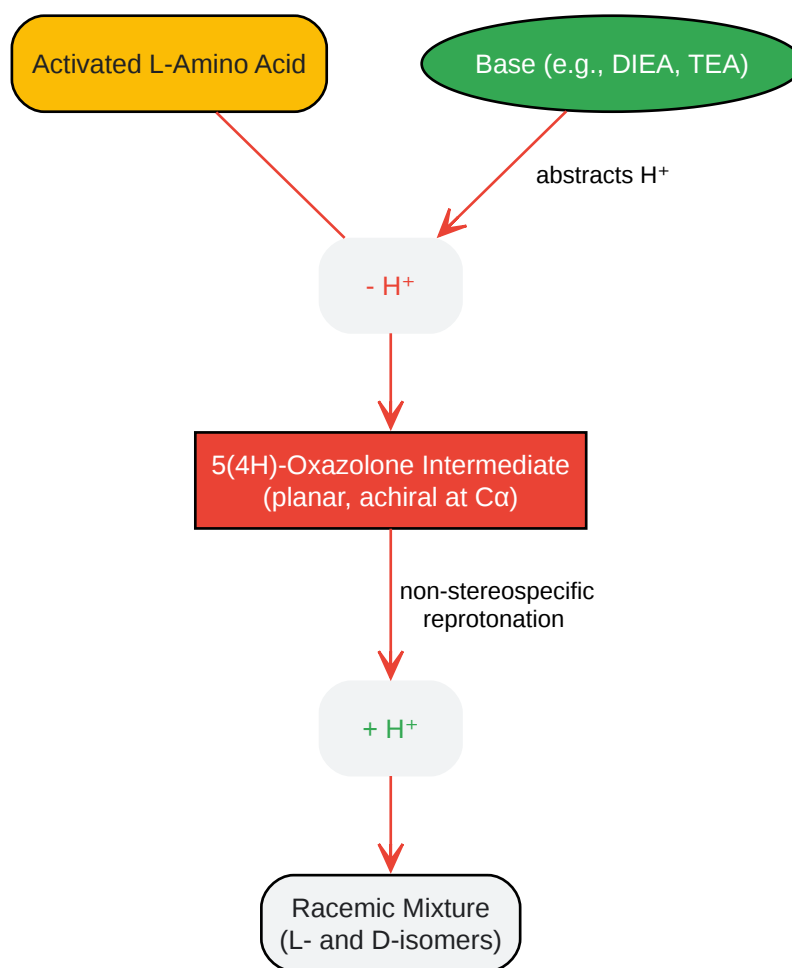 Activated L-Amino Acid
Base (e.g., DIEA, TEA)
abstracts H⁺
- H⁺
5(4H)-Oxazolone Intermediate
(planar, achiral at Cα)
non-stereospecific
reprotonation
+ H⁺
Racemic Mixture
(L- and D-isomers)